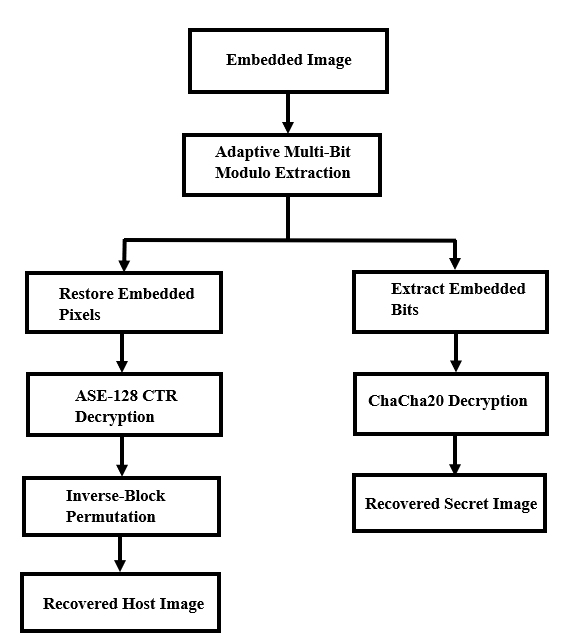 Embedded Image
Adaptive Multi-Bit
Modulo Extraction
Restore Embedded
Pixels
Extract Embedded
Bits
ASE-128 CTR
Decryption
ChaCha20 Decryption
Inverse-Block
Permutation
Recovered Secret Image
Recovered Host Image